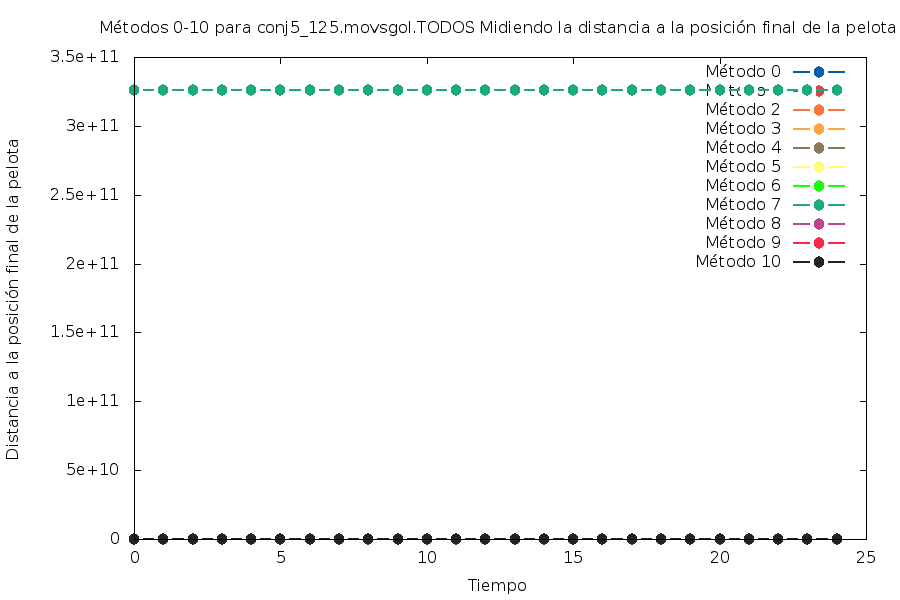 Métodos 0-10 para conj5_125.movsgol.TODOS Midiendo la distancia a la posición final de la pelota
3.5e+11
3e+11
2.5e+11
2e+11
1.5e+11
1e+11
5e+10
0
Distancia a la posición final de la pelota
Método 0
Método 2
Método 3
Método 4
Método 5
Método 6
Método 7
Método 8
Método 9
Método 10
0
5
10
15
20
25
Tiempo